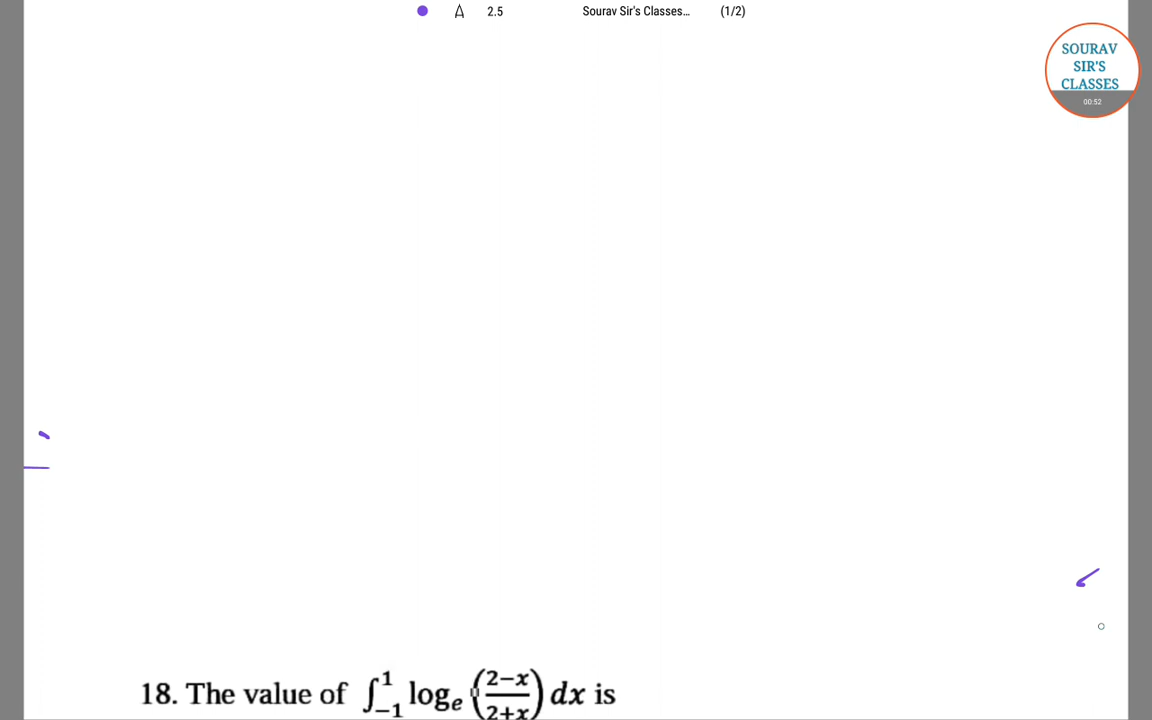 2.5 Sourav Sir's Classes... (1/2)
SOURAV
SIR'S
CLASSES
00:52
18. The value of ∫₋₁¹ logₑ ((2−x)/(2+x)) dx is